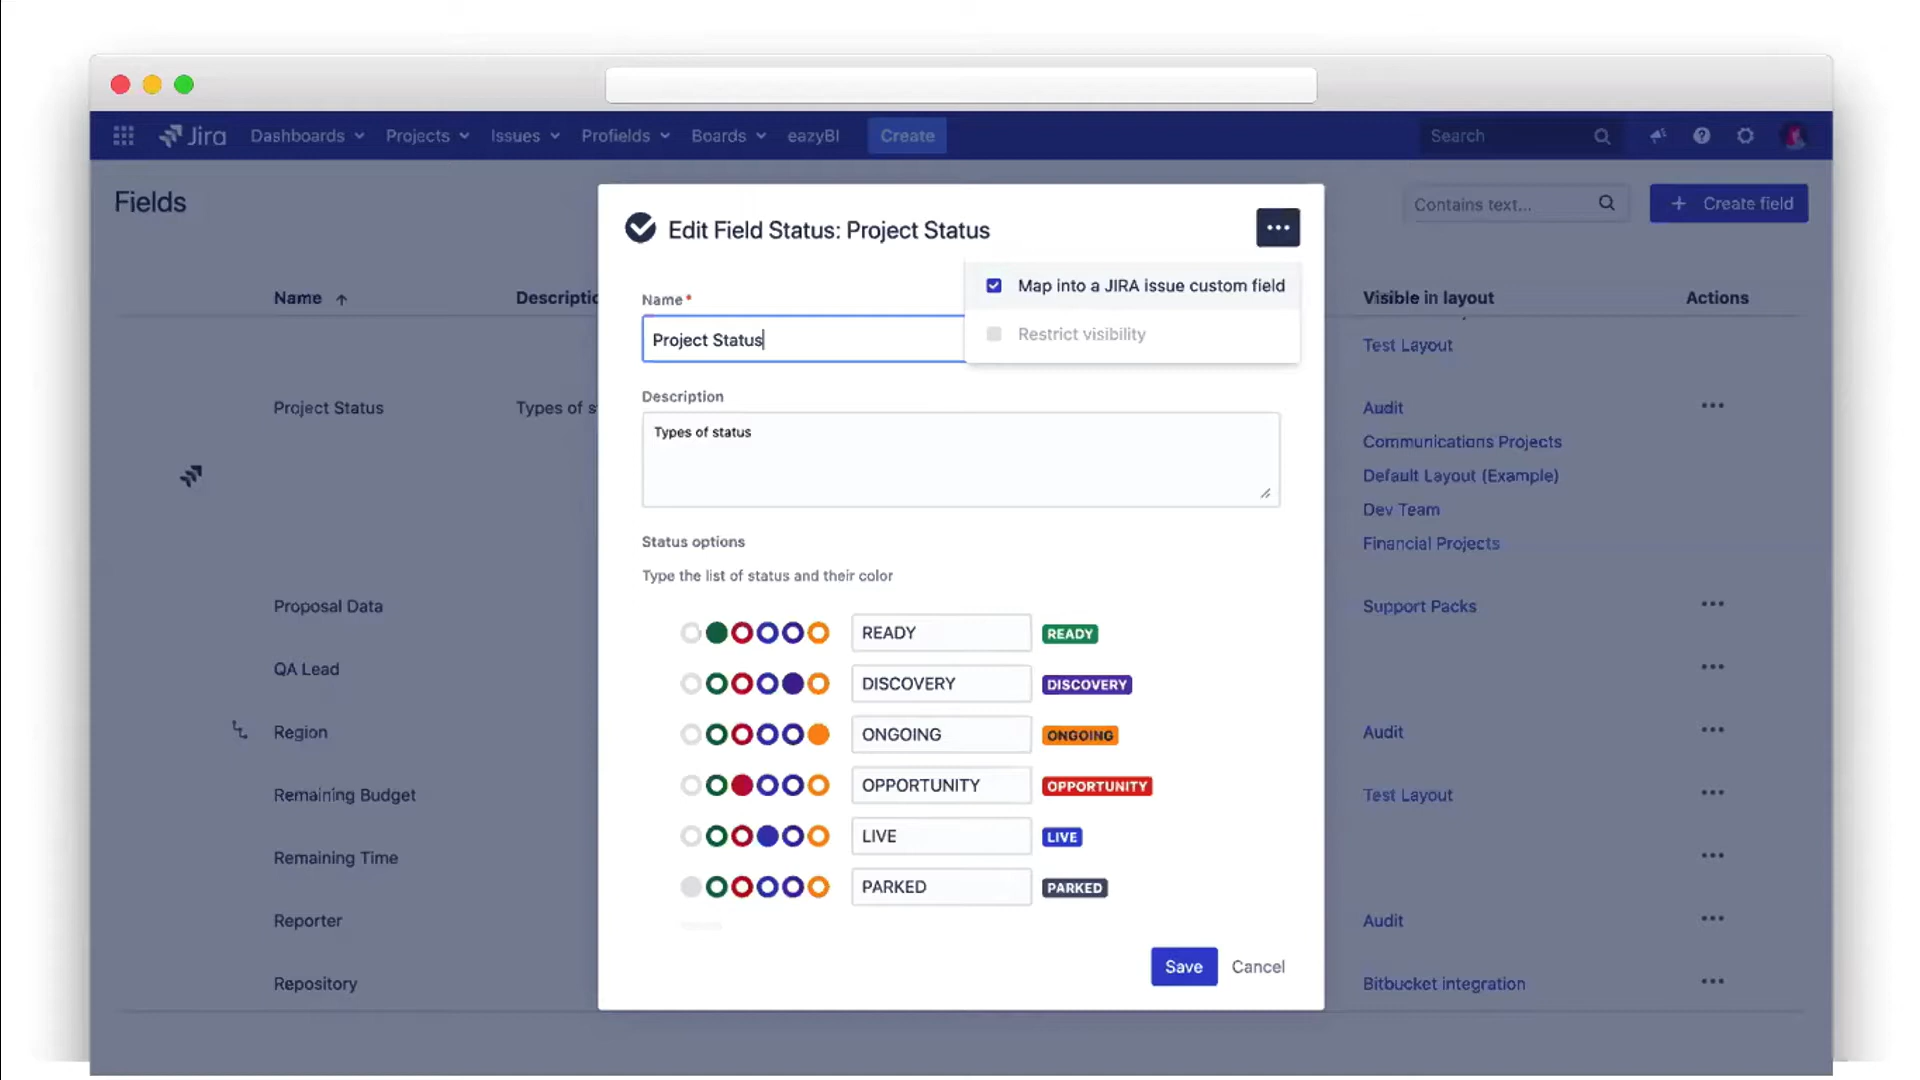 Jira Dashboards Projects Issues Profields Boards eazyBI Create Search
Fields
Contains text...
+ Create field
Name ↑ Descriptio Visible in layout Actions
Test Layout
Project Status Types of s Audit
Communications Projects
Default Layout (Example)
Dev Team
Financial Projects
Proposal Data Support Packs
QA Lead
Region Audit
Remaining Budget Test Layout
Remaining Time
Reporter Audit
Repository Bitbucket integration
Edit Field Status: Project Status
Map into a JIRA issue custom field
Restrict visibility
Name *
Project Status
Description
Types of status
Status options
Type the list of status and their color
READY READY
DISCOVERY DISCOVERY
ONGOING ONGOING
OPPORTUNITY OPPORTUNITY
LIVE LIVE
PARKED PARKED
Save Cancel